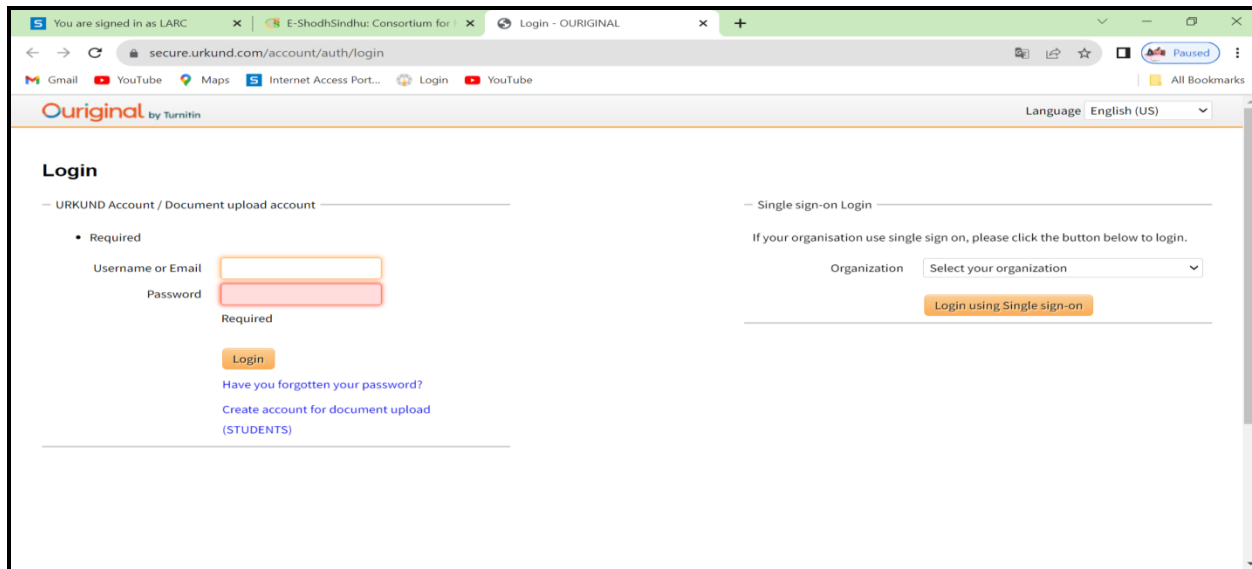 You are signed in as LARC
E-ShodhSindhu: Consortium for
Login - OURIGINAL
secure.urkund.com/account/auth/login
Paused
Gmail
YouTube
Maps
Internet Access Port...
Login
YouTube
All Bookmarks
Ouriginal by Turnitin
Language English (US)
Login
URKUND Account / Document upload account
Required
Username or Email
Password
Required
Login
Have you forgotten your password?
Create account for document upload
(STUDENTS)
Single sign-on Login
If your organisation use single sign on, please click the button below to login.
Organization Select your organization
Login using Single sign-on